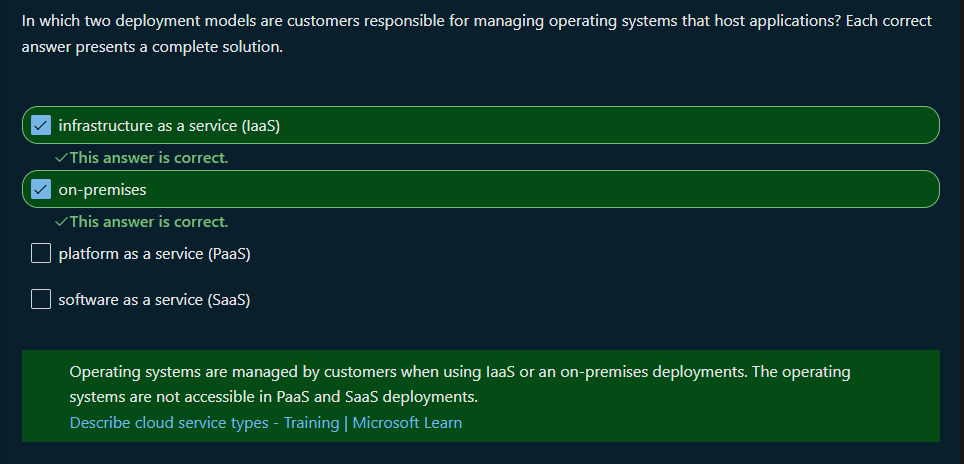 In which two deployment models are customers responsible for managing operating systems that host applications? Each correct
answer presents a complete solution.
infrastructure as a service (IaaS)
✓This answer is correct.
on-premises
✓This answer is correct.
platform as a service (PaaS)
software as a service (SaaS)
Operating systems are managed by customers when using IaaS or an on-premises deployments. The operating
systems are not accessible in PaaS and SaaS deployments.
Describe cloud service types - Training | Microsoft Learn